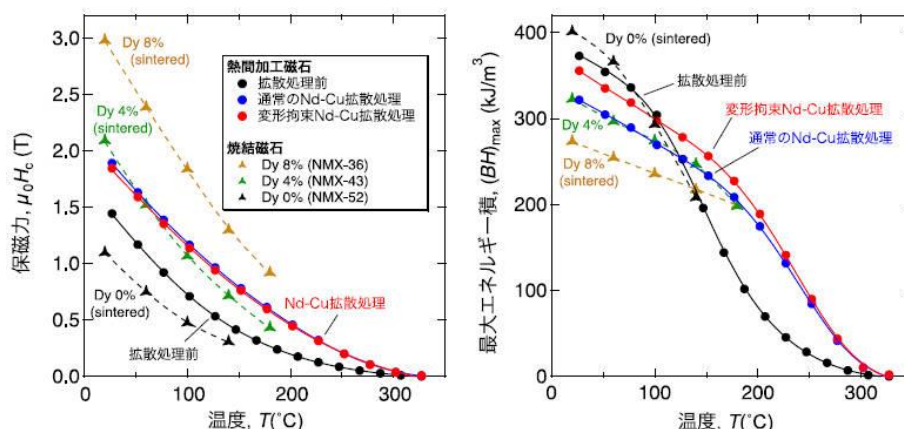 3.0
2.5
2.0
1.5
1.0
0.5
0.0
保磁力, μ₀Hc (T)
Dy 8%
(sintered)
Dy 4%
(sintered)
Dy 0%
(sintered)
拡散処理前
Nd-Cu拡散処理
熱間加工磁石
拡散処理前
通常のNd-Cu拡散処理
変形拘束Nd-Cu拡散処理
焼結磁石
Dy 8% (NMX-36)
Dy 4% (NMX-43)
Dy 0% (NMX-52)
0 100 200 300
温度, T(°C)
400
300
200
100
0
最大エネルギー積, (BH)max (kJ/m³)
Dy 0% (sintered)
拡散処理前
変形拘束Nd-Cu拡散処理
通常のNd-Cu拡散処理
Dy 4%
Dy 8%
(sintered)
0 100 200 300
温度, T(°C)